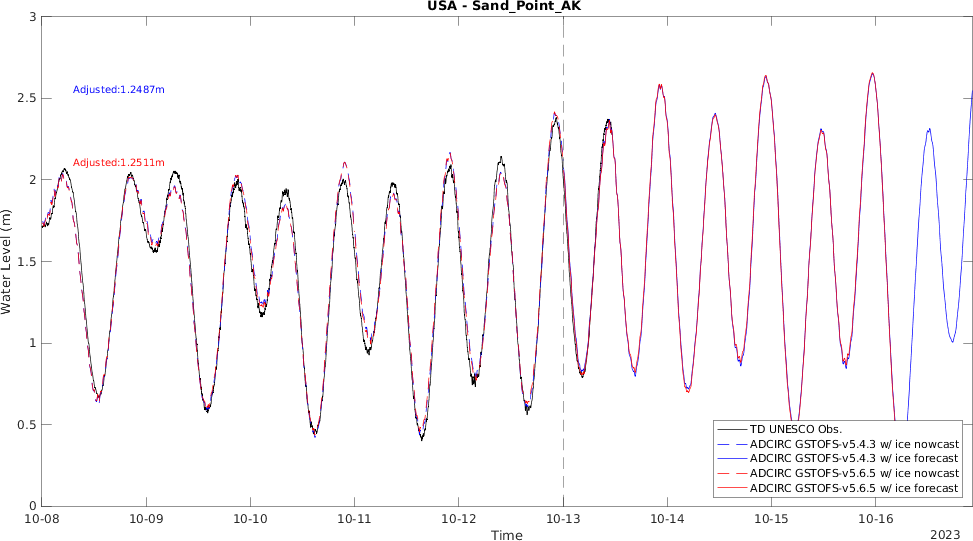 USA - Sand_Point_AK
3
2.5
2
1.5
1
0.5
0
Water Level (m)
Adjusted:1.2487m
Adjusted:1.2511m
TD UNESCO Obs.
ADCIRC GSTOFS-v5.4.3 w/ ice nowcast
ADCIRC GSTOFS-v5.4.3 w/ ice forecast
ADCIRC GSTOFS-v5.6.5 w/ ice nowcast
ADCIRC GSTOFS-v5.6.5 w/ ice forecast
10-08 10-09 10-10 10-11 10-12 10-13 10-14 10-15 10-16
Time
2023